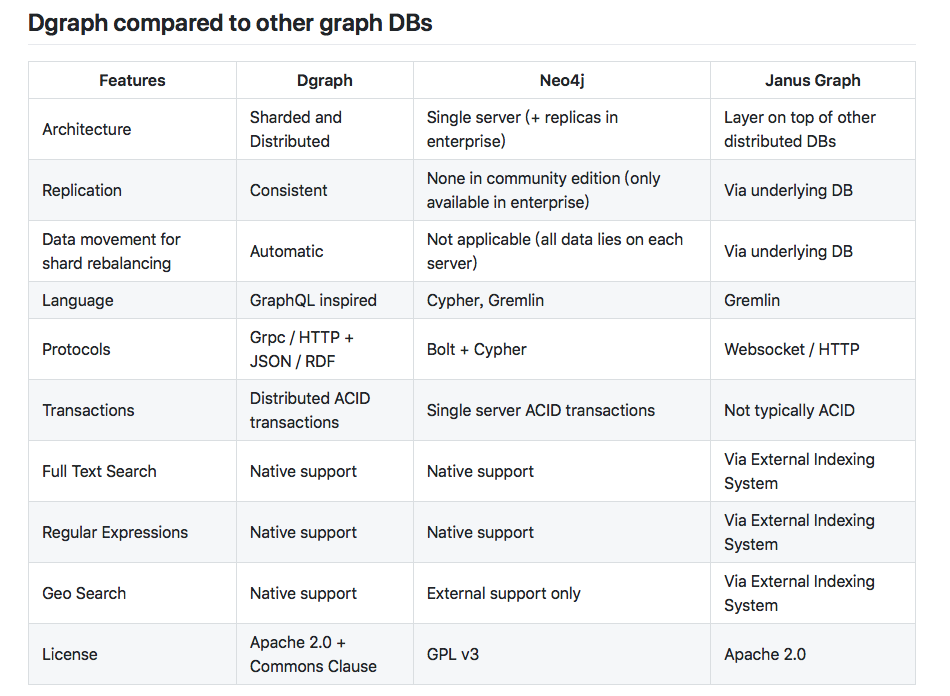 Dgraph compared to other graph DBs
Features Dgraph Neo4j Janus Graph
Architecture
Sharded and
Distributed
Single server (+ replicas in
enterprise)
Layer on top of other
distributed DBs
Replication
Consistent
None in community edition (only
available in enterprise)
Via underlying DB
Data movement for
shard rebalancing
Automatic
Not applicable (all data lies on each
server)
Via underlying DB
Language
GraphQL inspired
Cypher, Gremlin
Gremlin
Protocols
Grpc / HTTP +
JSON / RDF
Bolt + Cypher
Websocket / HTTP
Transactions
Distributed ACID
transactions
Single server ACID transactions
Not typically ACID
Full Text Search
Native support
Native support
Via External Indexing
System
Regular Expressions
Native support
Native support
Via External Indexing
System
Geo Search
Native support
External support only
Via External Indexing
System
License
Apache 2.0 +
Commons Clause
GPL v3
Apache 2.0